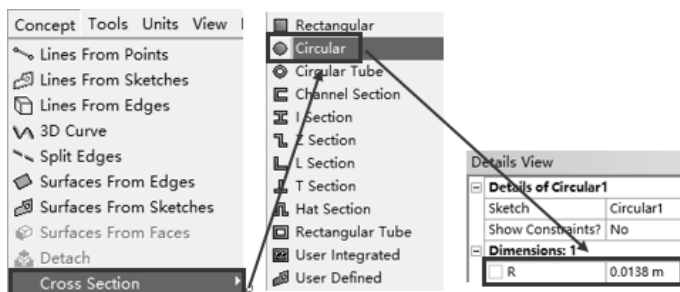 Concept Tools Units View
Lines From Points
Lines From Sketches
Lines From Edges
3D Curve
Split Edges
Surfaces From Edges
Surfaces From Sketches
Surfaces From Faces
Detach
Cross Section
Rectangular
Circular
Circular Tube
Channel Section
I Section
Z Section
L Section
T Section
Hat Section
Rectangular Tube
User Integrated
User Defined
Details View
Details of Circular1
Sketch Circular1
Show Constraints? No
Dimensions: 1
R 0.0138 m